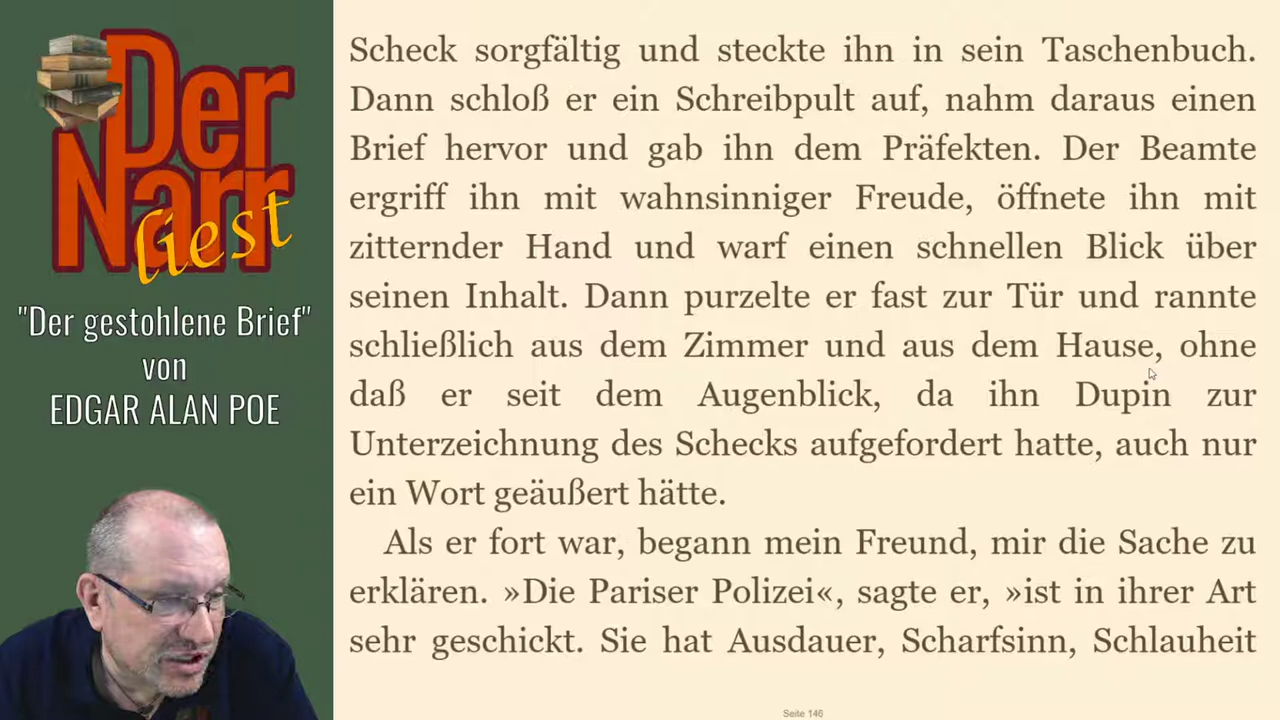 Der
Narr
liest
"Der gestohlene Brief"
von
EDGAR ALAN POE
Scheck sorgfältig und steckte ihn in sein Taschenbuch.
Dann schloß er ein Schreibpult auf, nahm daraus einen
Brief hervor und gab ihn dem Präfekten. Der Beamte
ergriff ihn mit wahnsinniger Freude, öffnete ihn mit
zitternder Hand und warf einen schnellen Blick über
seinen Inhalt. Dann purzelte er fast zur Tür und rannte
schließlich aus dem Zimmer und aus dem Hause, ohne
daß er seit dem Augenblick, da ihn Dupin zur
Unterzeichnung des Schecks aufgefordert hatte, auch nur
ein Wort geäußert hätte.
Als er fort war, begann mein Freund, mir die Sache zu
erklären. »Die Pariser Polizei«, sagte er, »ist in ihrer Art
sehr geschickt. Sie hat Ausdauer, Scharfsinn, Schlauheit
Seite 146